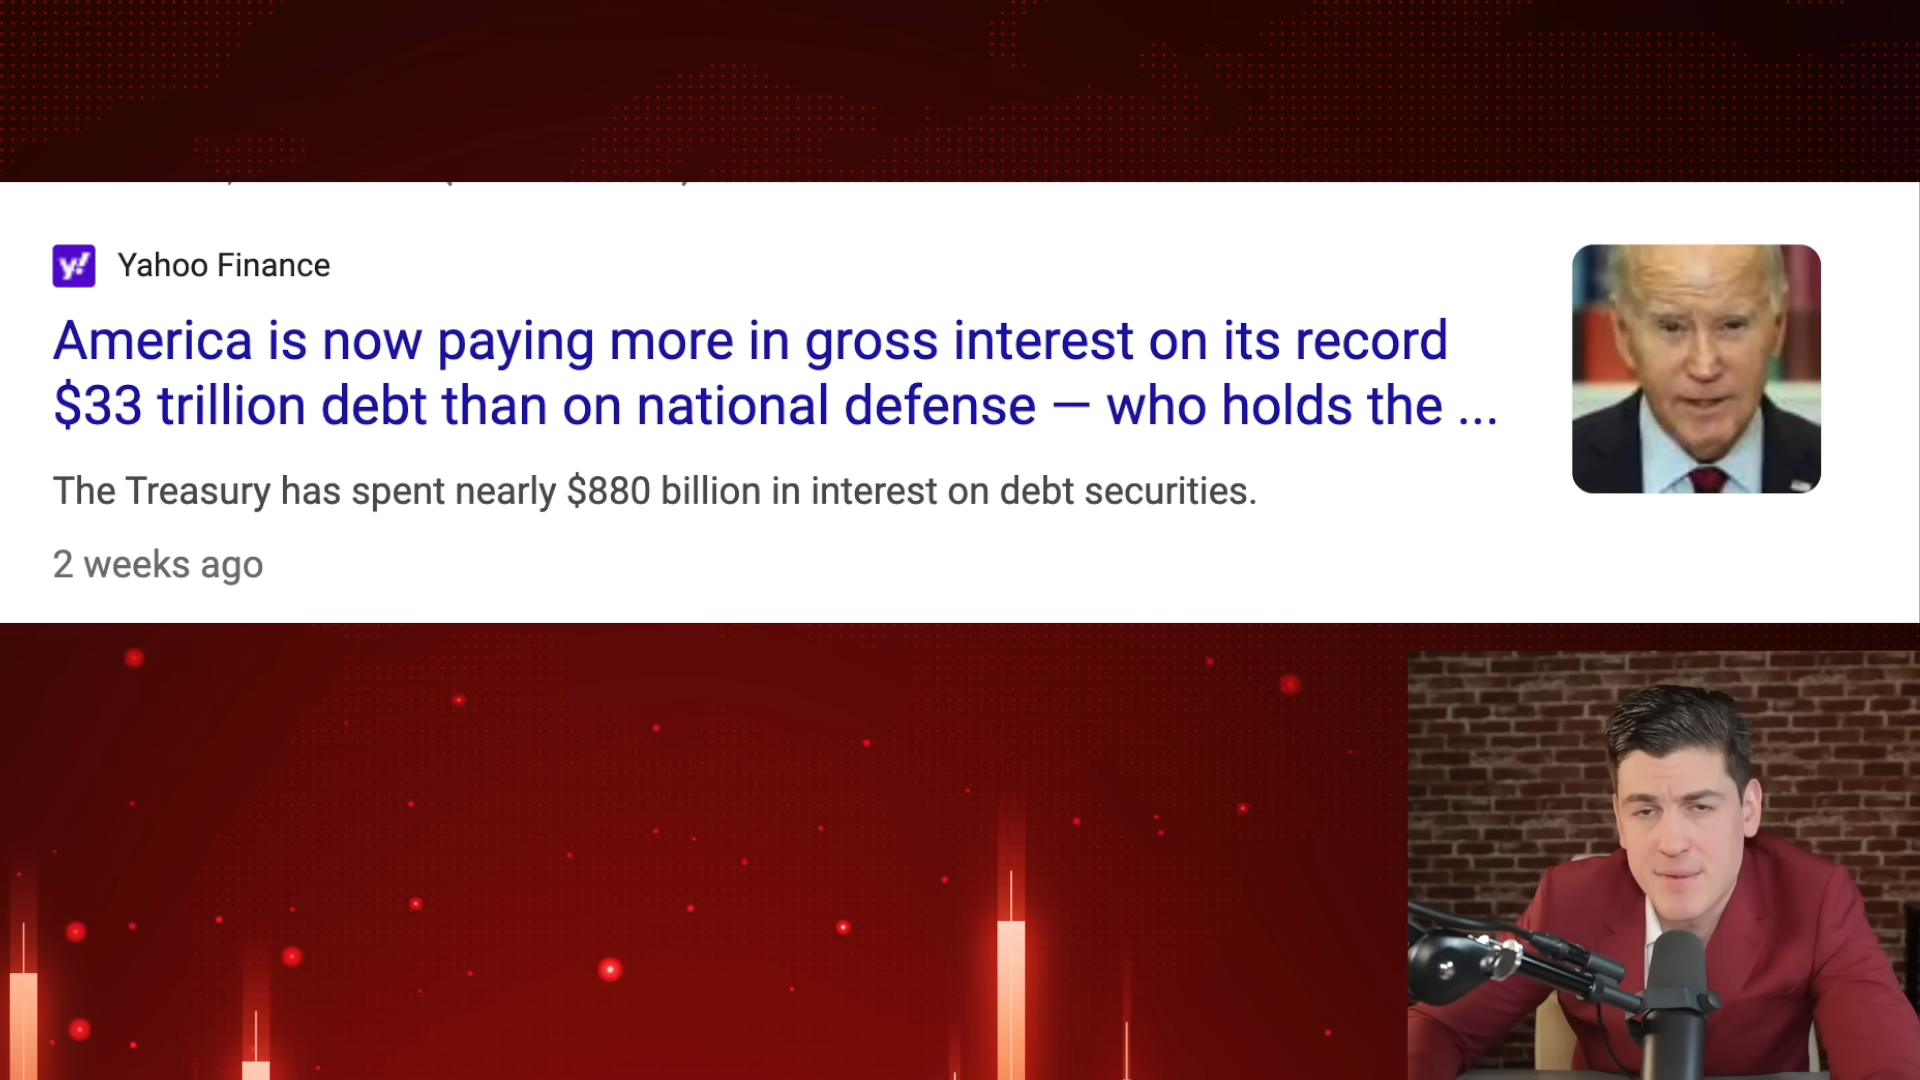 y!
Yahoo Finance
America is now paying more in gross interest on its record
$33 trillion debt than on national defense — who holds the ...
The Treasury has spent nearly $880 billion in interest on debt securities.
2 weeks ago